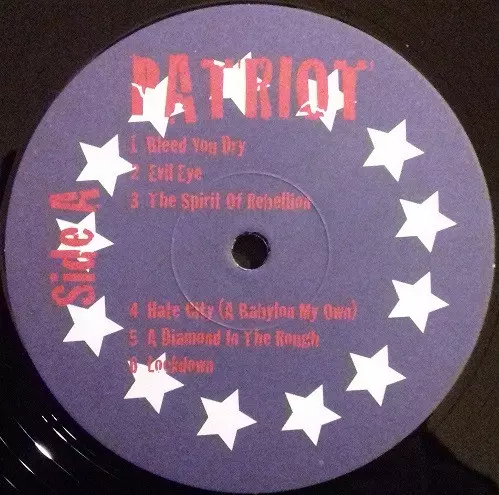 PATRIOT
1 Bleed You Dry
2 Evil Eye
3 The Spirit Of Rebellion
Side A
4 Hate City (A Babylon My Own)
5 A Diamond In The Rough
6 Lockdown